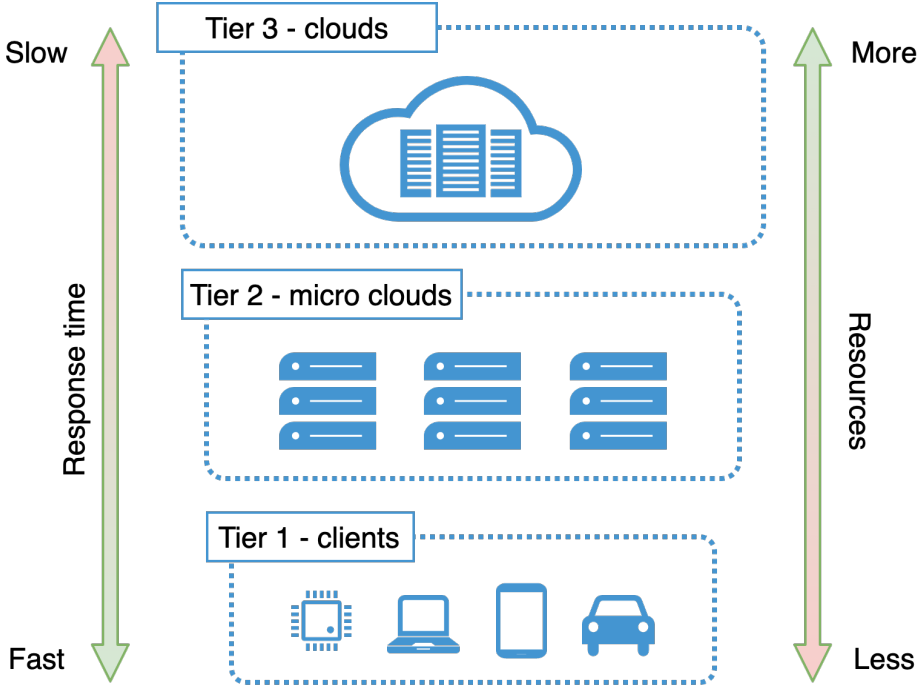 Tier 3 - clouds
Slow
More
Tier 2 - micro clouds
Response time
Resources
Tier 1 - clients
Fast
Less